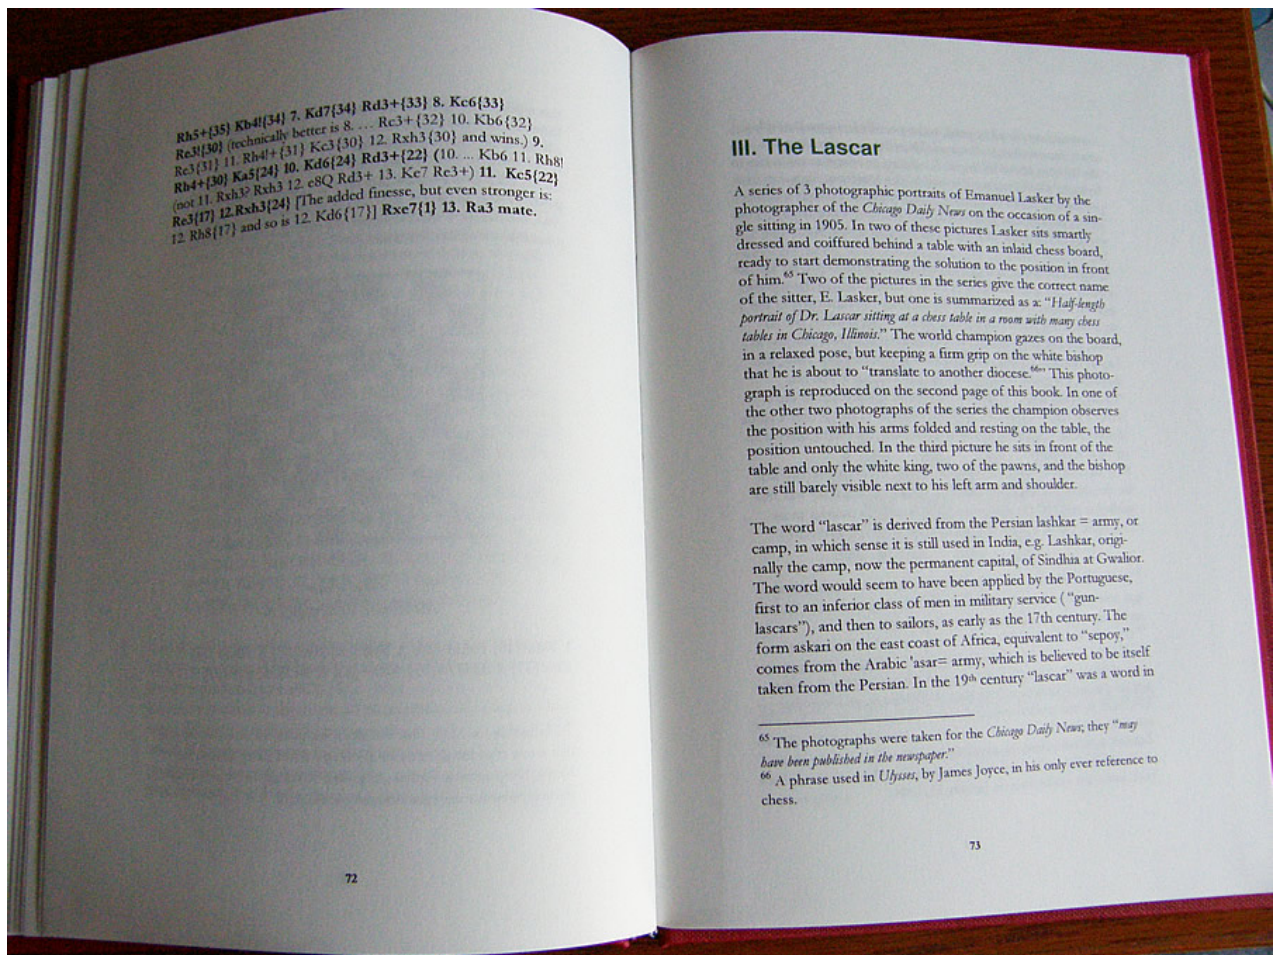 Rh5+{35} Kb4!{34} 7. Kd7{34} Rd3+{33} 8. Kc6{33}
Re3!{30} (technically better is 8. … Rc3+{32} 10. Kb6{32}
Re3{31} 11. Rh4!+{31} Kc3{30} 12. Rxh3{30} and wins.) 9.
Rh4+{30} Ka5{24} 10. Kd6{24} Rd3+{22} (10. ... Kb6 11. Rh8!
(not 11. Rxh3? Rxh3 12. e8Q Rd3+ 13. Ke7 Re3+) 11. Kc5{22}
Re3{17} 12.Rxh3{24} [The added finesse, but even stronger is:
12. Rh8{17} and so is 12. Kd6{17}] Rxe7{1} 13. Ra3 mate.
72
III. The Lascar
A series of 3 photographic portraits of Emanuel Lasker by the
photographer of the Chicago Daily News on the occasion of a sin-
gle sitting in 1905. In two of these pictures Lasker sits smartly
dressed and coiffured behind a table with an inlaid chess board,
ready to start demonstrating the solution to the position in front
of him.65 Two of the pictures in the series give the correct name
of the sitter, E. Lasker, but one is summarized as a: “Half-length
portrait of Dr. Lascar sitting at a chess table in a room with many chess
tables in Chicago, Illinois.” The world champion gazes on the board,
in a relaxed pose, but keeping a firm grip on the white bishop
that he is about to “translate to another diocese.66” This photo-
graph is reproduced on the second page of this book. In one of
the other two photographs of the series the champion observes
the position with his arms folded and resting on the table, the
position untouched. In the third picture he sits in front of the
table and only the white king, two of the pawns, and the bishop
are still barely visible next to his left arm and shoulder.
The word “lascar” is derived from the Persian lashkar = army, or
camp, in which sense it is still used in India, e.g. Lashkar, origi-
nally the camp, now the permanent capital, of Sindhia at Gwalior.
The word would seem to have been applied by the Portuguese,
first to an inferior class of men in military service (“gun-
lascars”), and then to sailors, as early as the 17th century. The
form askari on the east coast of Africa, equivalent to “sepoy,”
comes from the Arabic 'asar= army, which is believed to be itself
taken from the Persian. In the 19th century “lascar” was a word in
65 The photographs were taken for the Chicago Daily News; they “may
have been published in the newspaper.”
66 A phrase used in Ulysses, by James Joyce, in his only ever reference to
chess.
73